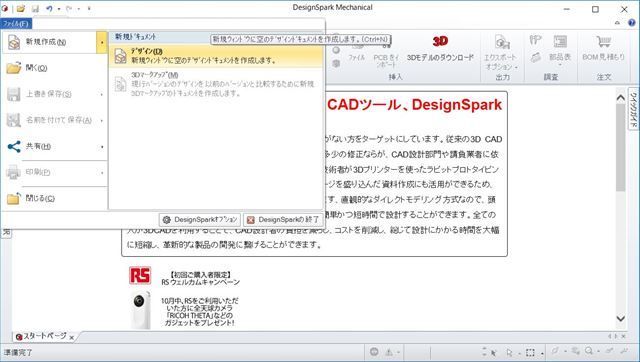 DesignSpark Mechanical
ファイル(F)
新規ドキュメント
新規ウィンドウに空のデザインドキュメントを作成します。(Ctrl+N)
新規作成(N)
デザイン(D)
新規ウィンドウに空のデザインドキュメントを作成します。
3Dマークアップ(M)
現行バージョンのデザインを以前のバージョンと比較するために新規
3Dマークアップのドキュメントを作成します。
開く(O)
上書き保存(S)
名前を付けて保存(A)
共有(H)
印刷(P)
閉じる(C)
DesignSparkオプション
DesignSparkの終了
ファイル
PCBをイ
ンポート
3D
3Dモデルのダウンロード
エクスポート
オプション
部品表
BOM見積もり
挿入
出力
調査
注文
クイックガイド
CADツール、DesignSpark
がない方をターゲットにしています。従来の3D CAD
多少の修正ならが、CAD設計部門や請負業者に依
技術者が3Dプリンターを使ったラピットプロトタイピン
ージを盛り込んだ資料作成にも活用ができるため、
ます。直観的なダイレクトモデリング方式なので、頭
簡単かつ短時間で設計することができます。全ての
人が3DCADを利用することで、CAD設計者の負担を減らし、コストを削減し、総じて設計にかかる時間を大幅
に短縮し、革新的な製品の開発に繋げることができます。
RS
【初回ご購入者限定】
RSウェルカムキャンペーン
10月中、RSをご利用いただ
いた方に全天球カメラ
「RICOH THETA」などの
ガジェットをプレゼント!
スタートページ
準備完了